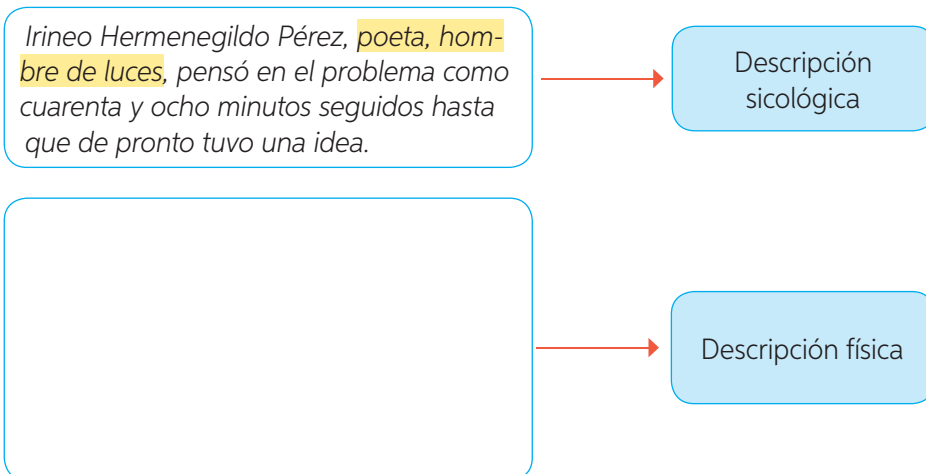 Irineo Hermenegildo Pérez, poeta, hom-
bre de luces, pensó en el problema como
cuarenta y ocho minutos seguidos hasta
que de pronto tuvo una idea.
Descripción
sicológica
Descripción física